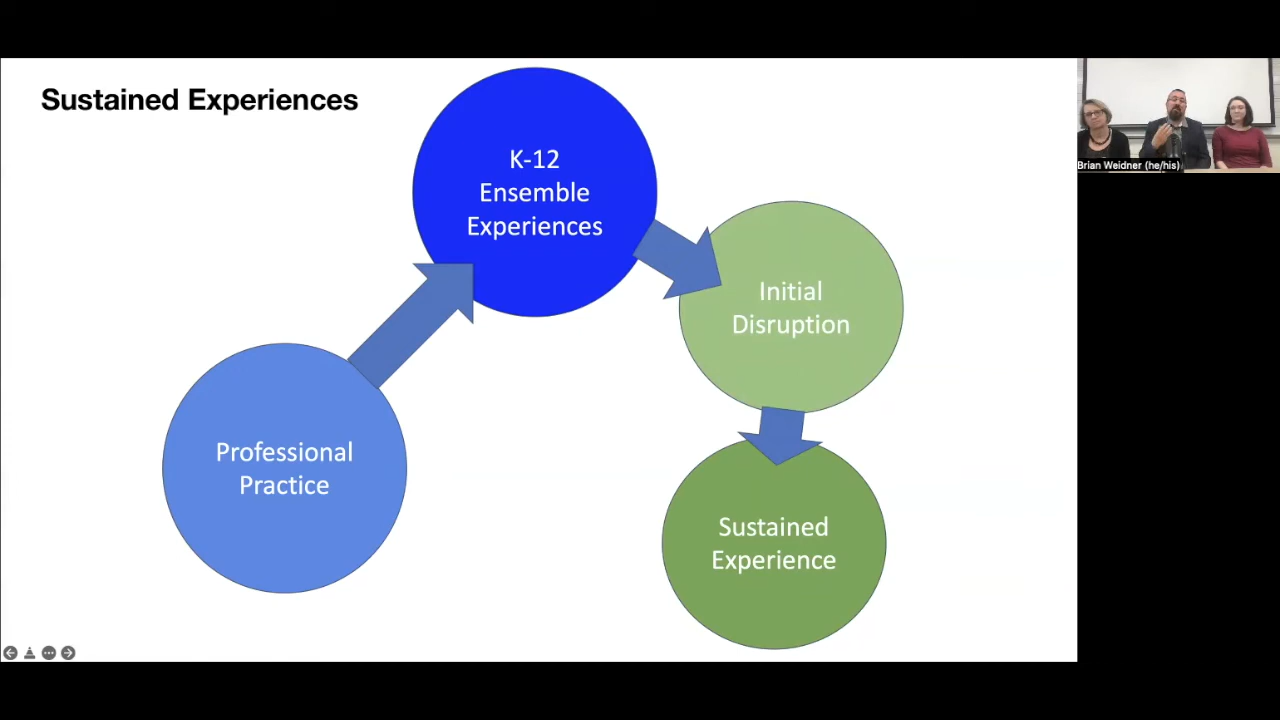 Sustained Experiences
K-12
Ensemble
Experiences
Initial
Disruption
Professional
Practice
Sustained
Experience
Brian Weidner (he/his)